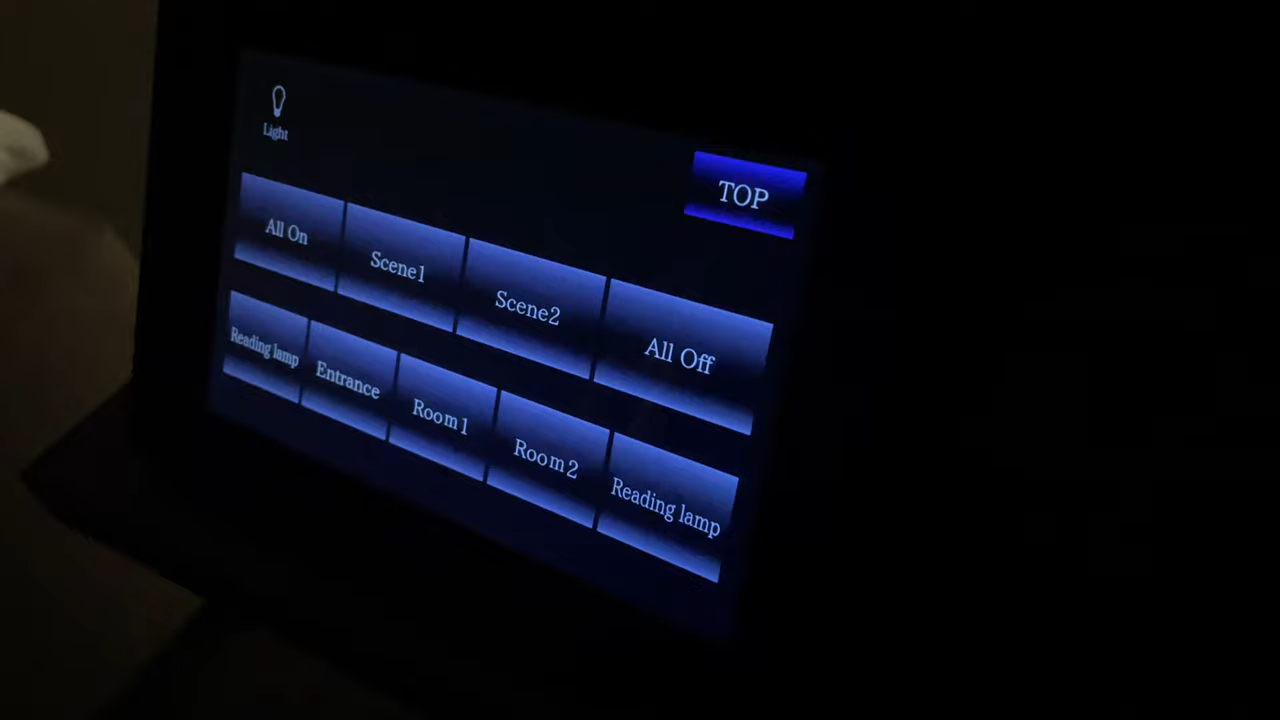 Light
TOP
All On
Scene1
Scene2
All Off
Reading lamp
Entrance
Room1
Room2
Reading lamp